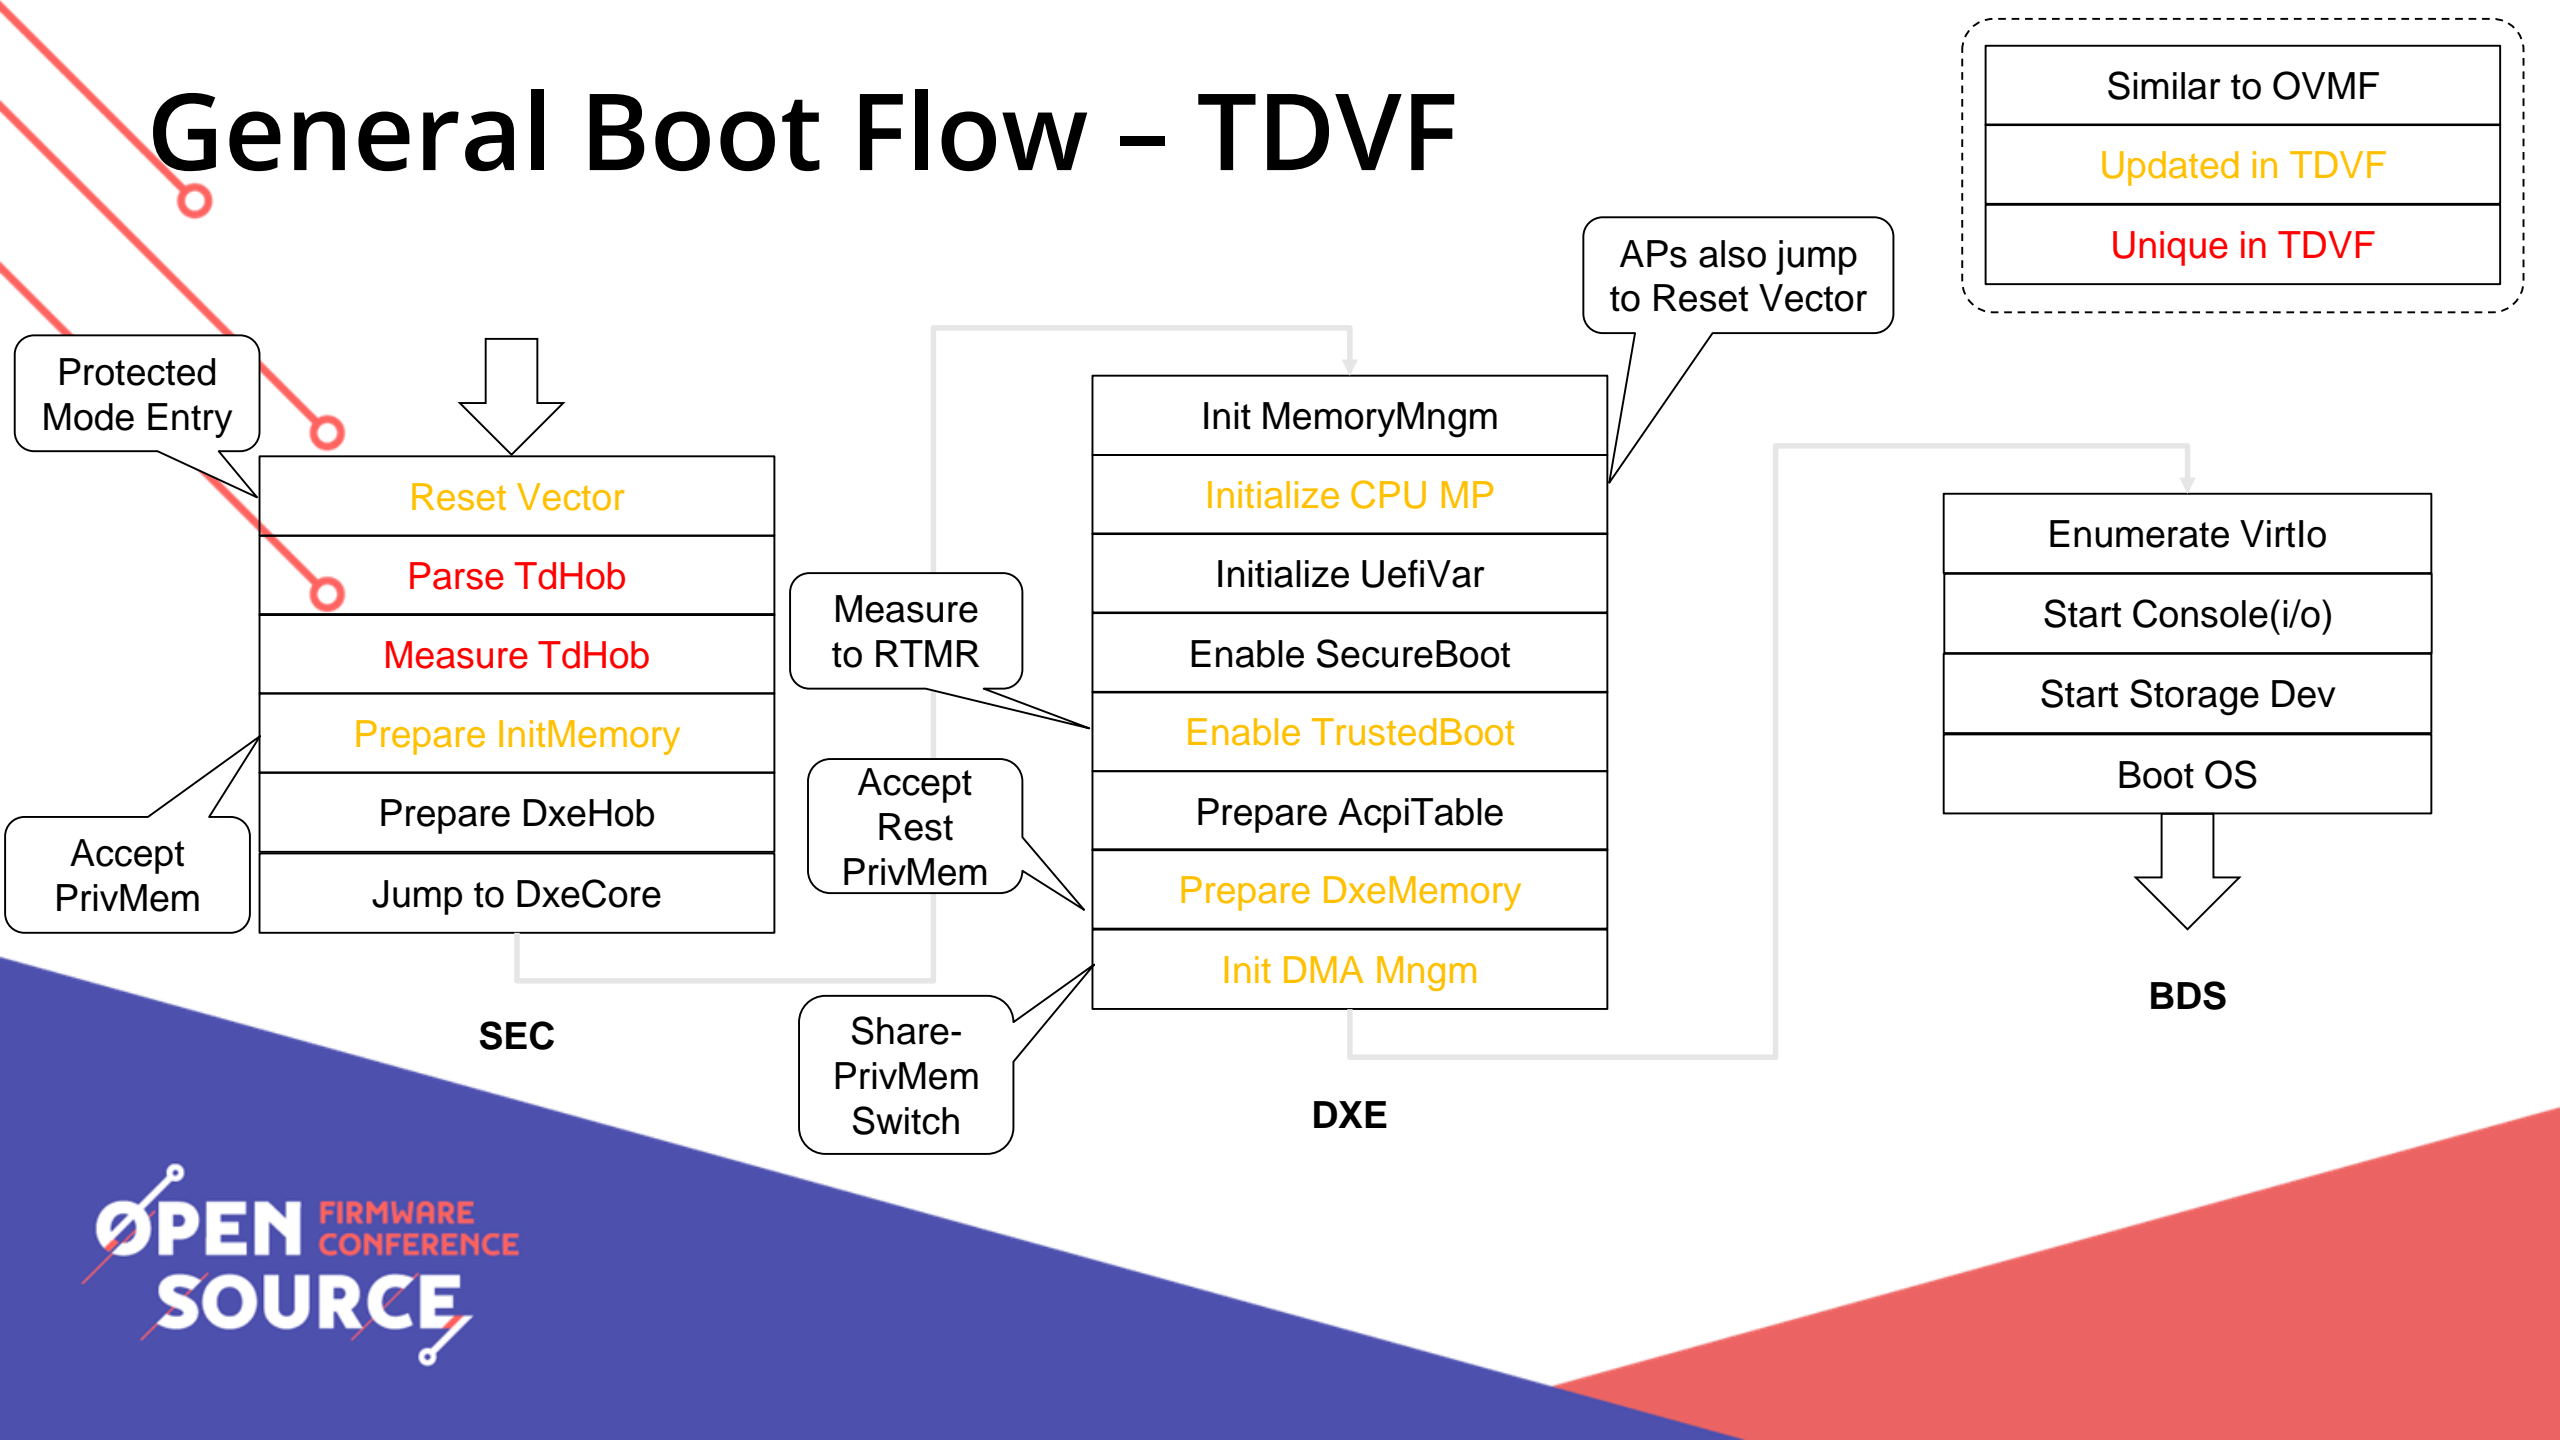 General Boot Flow – TDVF
Similar to OVMF
Updated in TDVF
Unique in TDVF
Protected
Mode Entry
Reset Vector
Parse TdHob
Measure TdHob
Prepare InitMemory
Prepare DxeHob
Jump to DxeCore
Accept
PrivMem
SEC
APs also jump
to Reset Vector
Init MemoryMngm
Initialize CPU MP
Initialize UefiVar
Enable SecureBoot
Enable TrustedBoot
Prepare AcpiTable
Prepare DxeMemory
Init DMA Mngm
Measure
to RTMR
Accept
Rest
PrivMem
Share-
PrivMem
Switch
DXE
Enumerate VirtIo
Start Console(i/o)
Start Storage Dev
Boot OS
BDS
OPEN
FIRMWARE
CONFERENCE
SOURCE